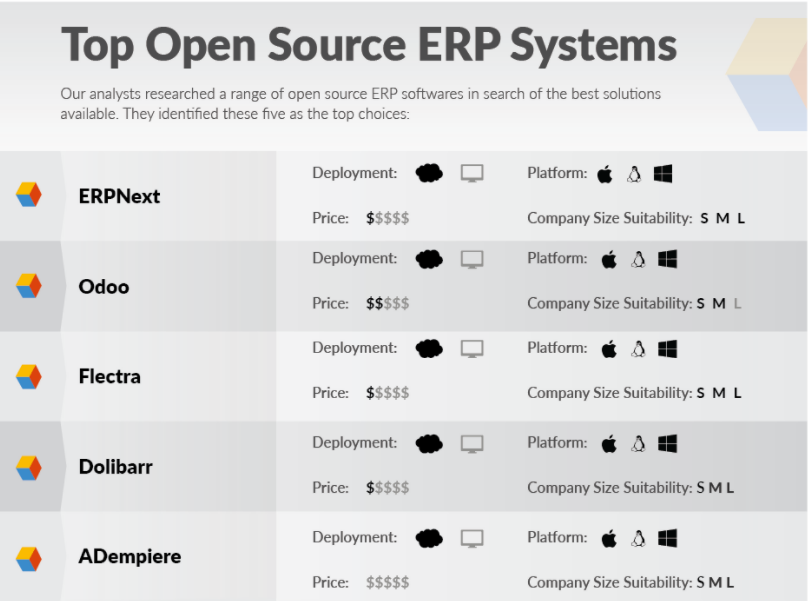 Top Open Source ERP Systems
Our analysts researched a range of open source ERP softwares in search of the best solutions
available. They identified these five as the top choices:
ERPNext
Deployment:
Platform:
Price: $$$$$
Company Size Suitability: S M L
Odoo
Deployment:
Platform:
Price: $$$$$
Company Size Suitability: S M L
Flectra
Deployment:
Platform:
Price: $$$$$
Company Size Suitability: S M L
Dolibarr
Deployment:
Platform:
Price: $$$$$
Company Size Suitability: S M L
ADempiere
Deployment:
Platform:
Price: $$$$$
Company Size Suitability: S M L